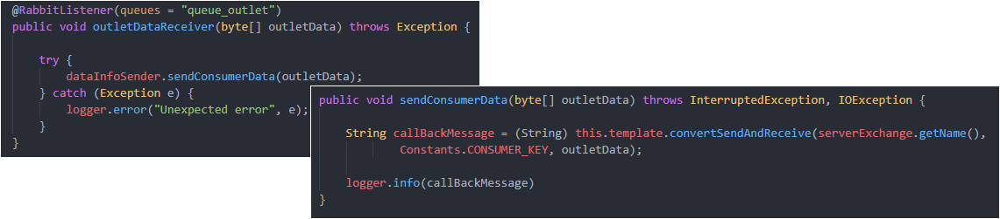 @RabbitListener(queues = "queue_outlet")
public void outletDataReceiver(byte[] outletData) throws Exception {
try {
dataInfoSender.sendConsumerData(outletData);
} catch (Exception e) {
logger.error("Unexpected error", e);
}
}
public void sendConsumerData(byte[] outletData) throws InterruptedException, IOException {
String callBackMessage = (String) this.template.convertSendAndReceive(serverExchange.getName(),
Constants.CONSUMER_KEY, outletData);
logger.info(callBackMessage)
}